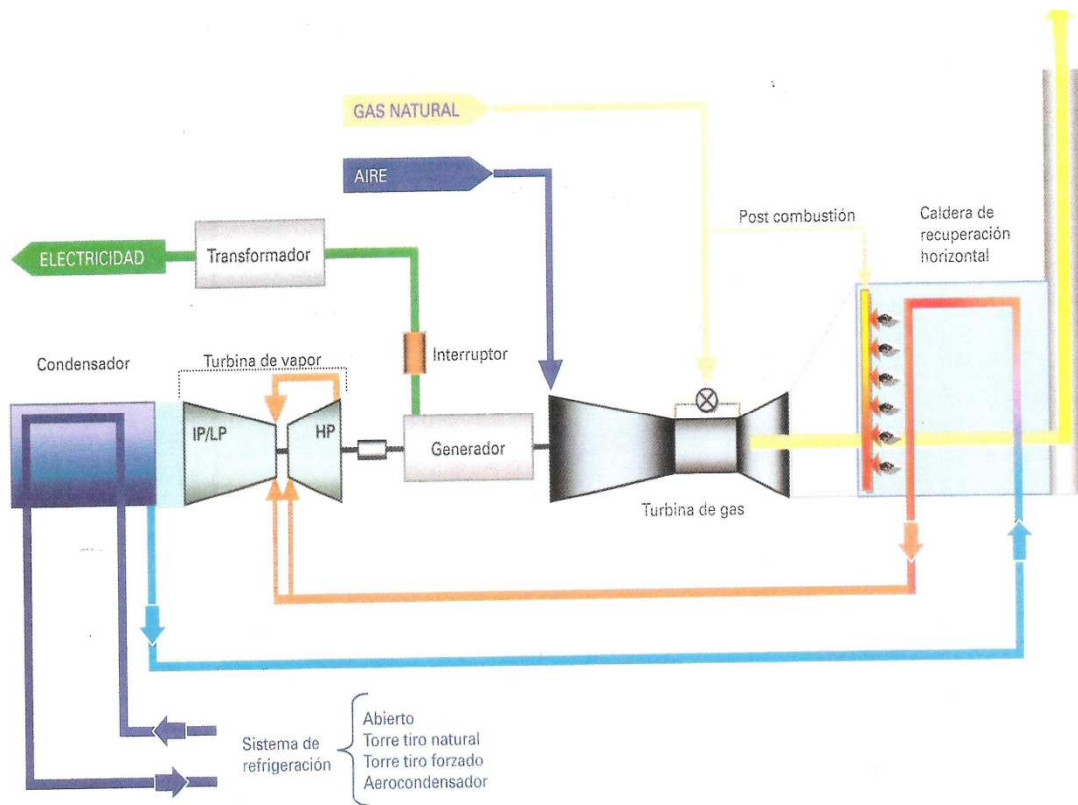 GAS NATURAL
AIRE
Post combustión
Caldera de
recuperación
horizontal
ELECTRICIDAD
Transformador
Interruptor
Condensador
Turbina de vapor
IP/LP
HP
Generador
Turbina de gas
Sistema de
refrigeración
Abierto
Torre tiro natural
Torre tiro forzado
Aerocondensador